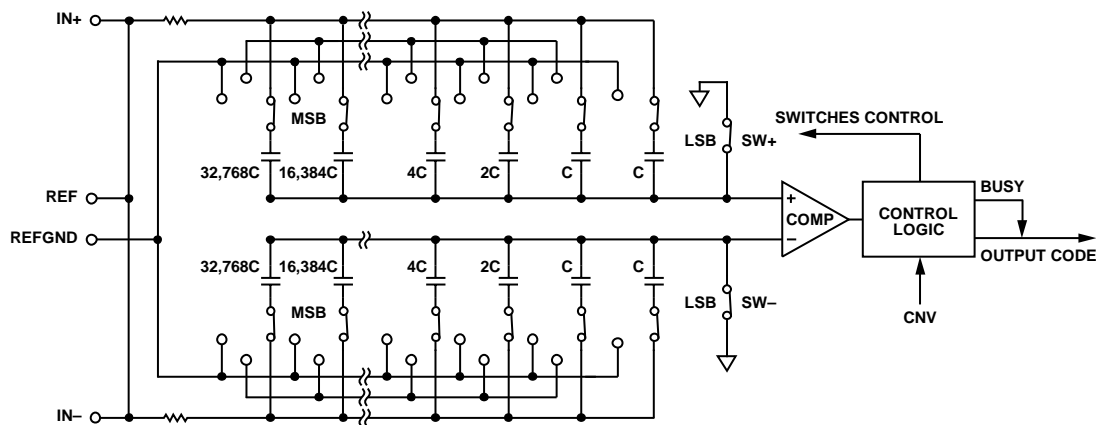 IN+
MSB
LSB
SW+
SWITCHES CONTROL
32,768C
16,384C
4C
2C
C
C
BUSY
REF
COMP
+
–
CONTROL
LOGIC
REFGND
OUTPUT CODE
32,768C
16,384C
4C
2C
C
C
MSB
LSB
SW–
CNV
IN–